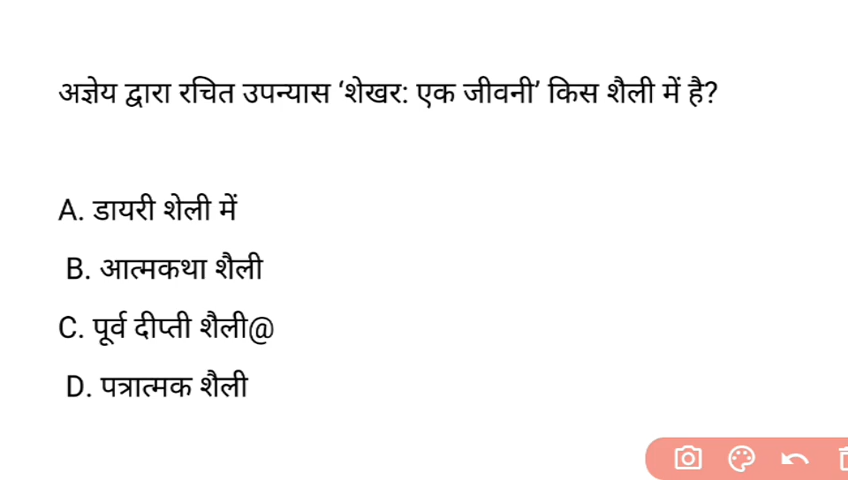 अज्ञेय द्वारा रचित उपन्यास ‘शेखर: एक जीवनी’ किस शैली में है?
A. डायरी शेली में
B. आत्मकथा शैली
C. पूर्व दीप्ती शैली@
D. पत्रात्मक शैली